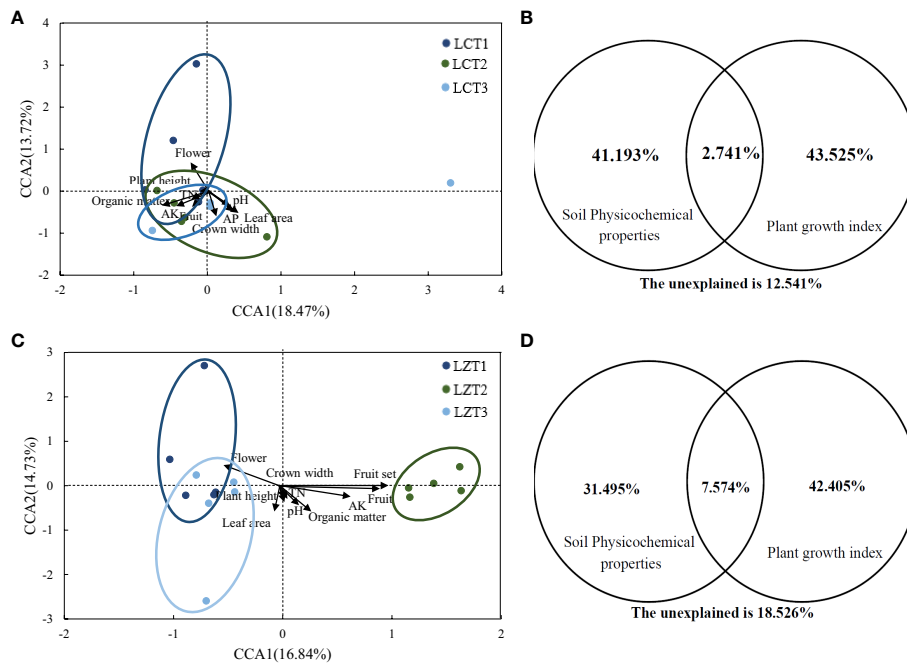 A
CCA2(13.72%)
4
3
2
1
0
-1
-2
-2
-1
0
1
2
3
4
CCA1(18.47%)
LCT1
LCT2
LCT3
Flower
Plant height
Organic matter
TN
AK
Fruit
pH
AP
Leaf area
Crown width
B
41.193%
2.741%
43.525%
Soil Physicochemical
properties
Plant growth index
The unexplained is 12.541%
C
CCA2(14.73%)
3
2
1
0
-1
-2
-3
-2
-1
0
1
2
CCA1(16.84%)
LZT1
LZT2
LZT3
Flower
Crown width
Fruit set
Plant height
TN
Fruit
AK
pH
Organic matter
Leaf area
D
31.495%
7.574%
42.405%
Soil Physicochemical
properties
Plant growth index
The unexplained is 18.526%